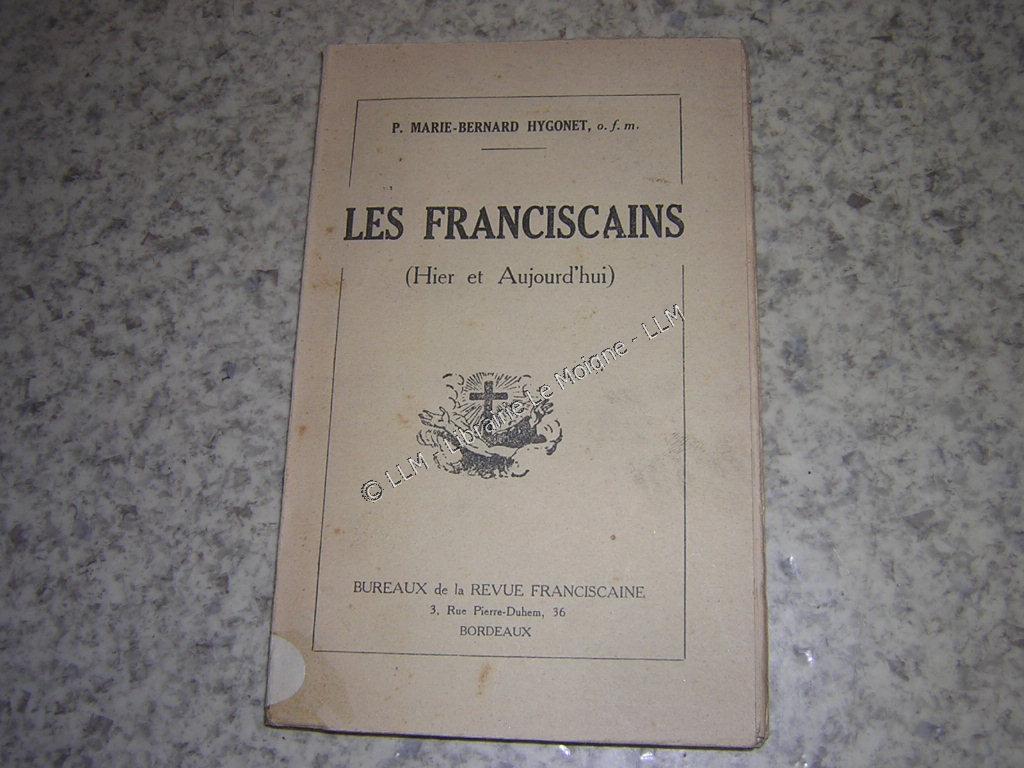 P. MARIE-BERNARD HYGONET, o. f. m.
LES FRANCISCAINS
(Hier et Aujourd'hui)
© LLM - Librairie Le Moigne - LLM
BUREAUX de la REVUE FRANCISCAINE
3, Rue Pierre-Duhem, 36
BORDEAUX